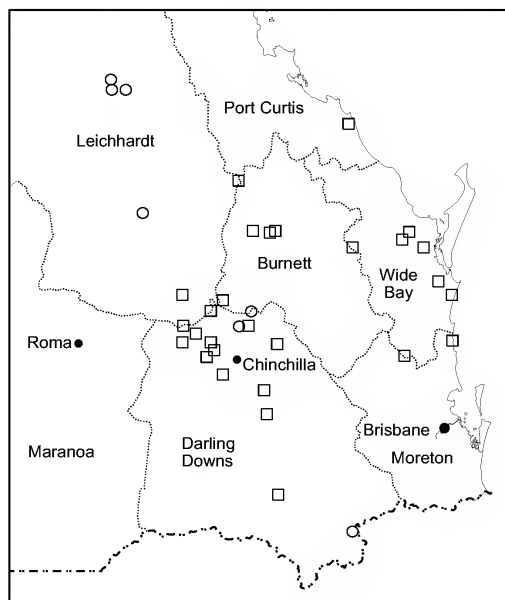 Port Curtis
Leichhardt
Burnett
Wide
Bay
Roma
Chinchilla
Brisbane
Maranoa
Darling
Downs
Moreton